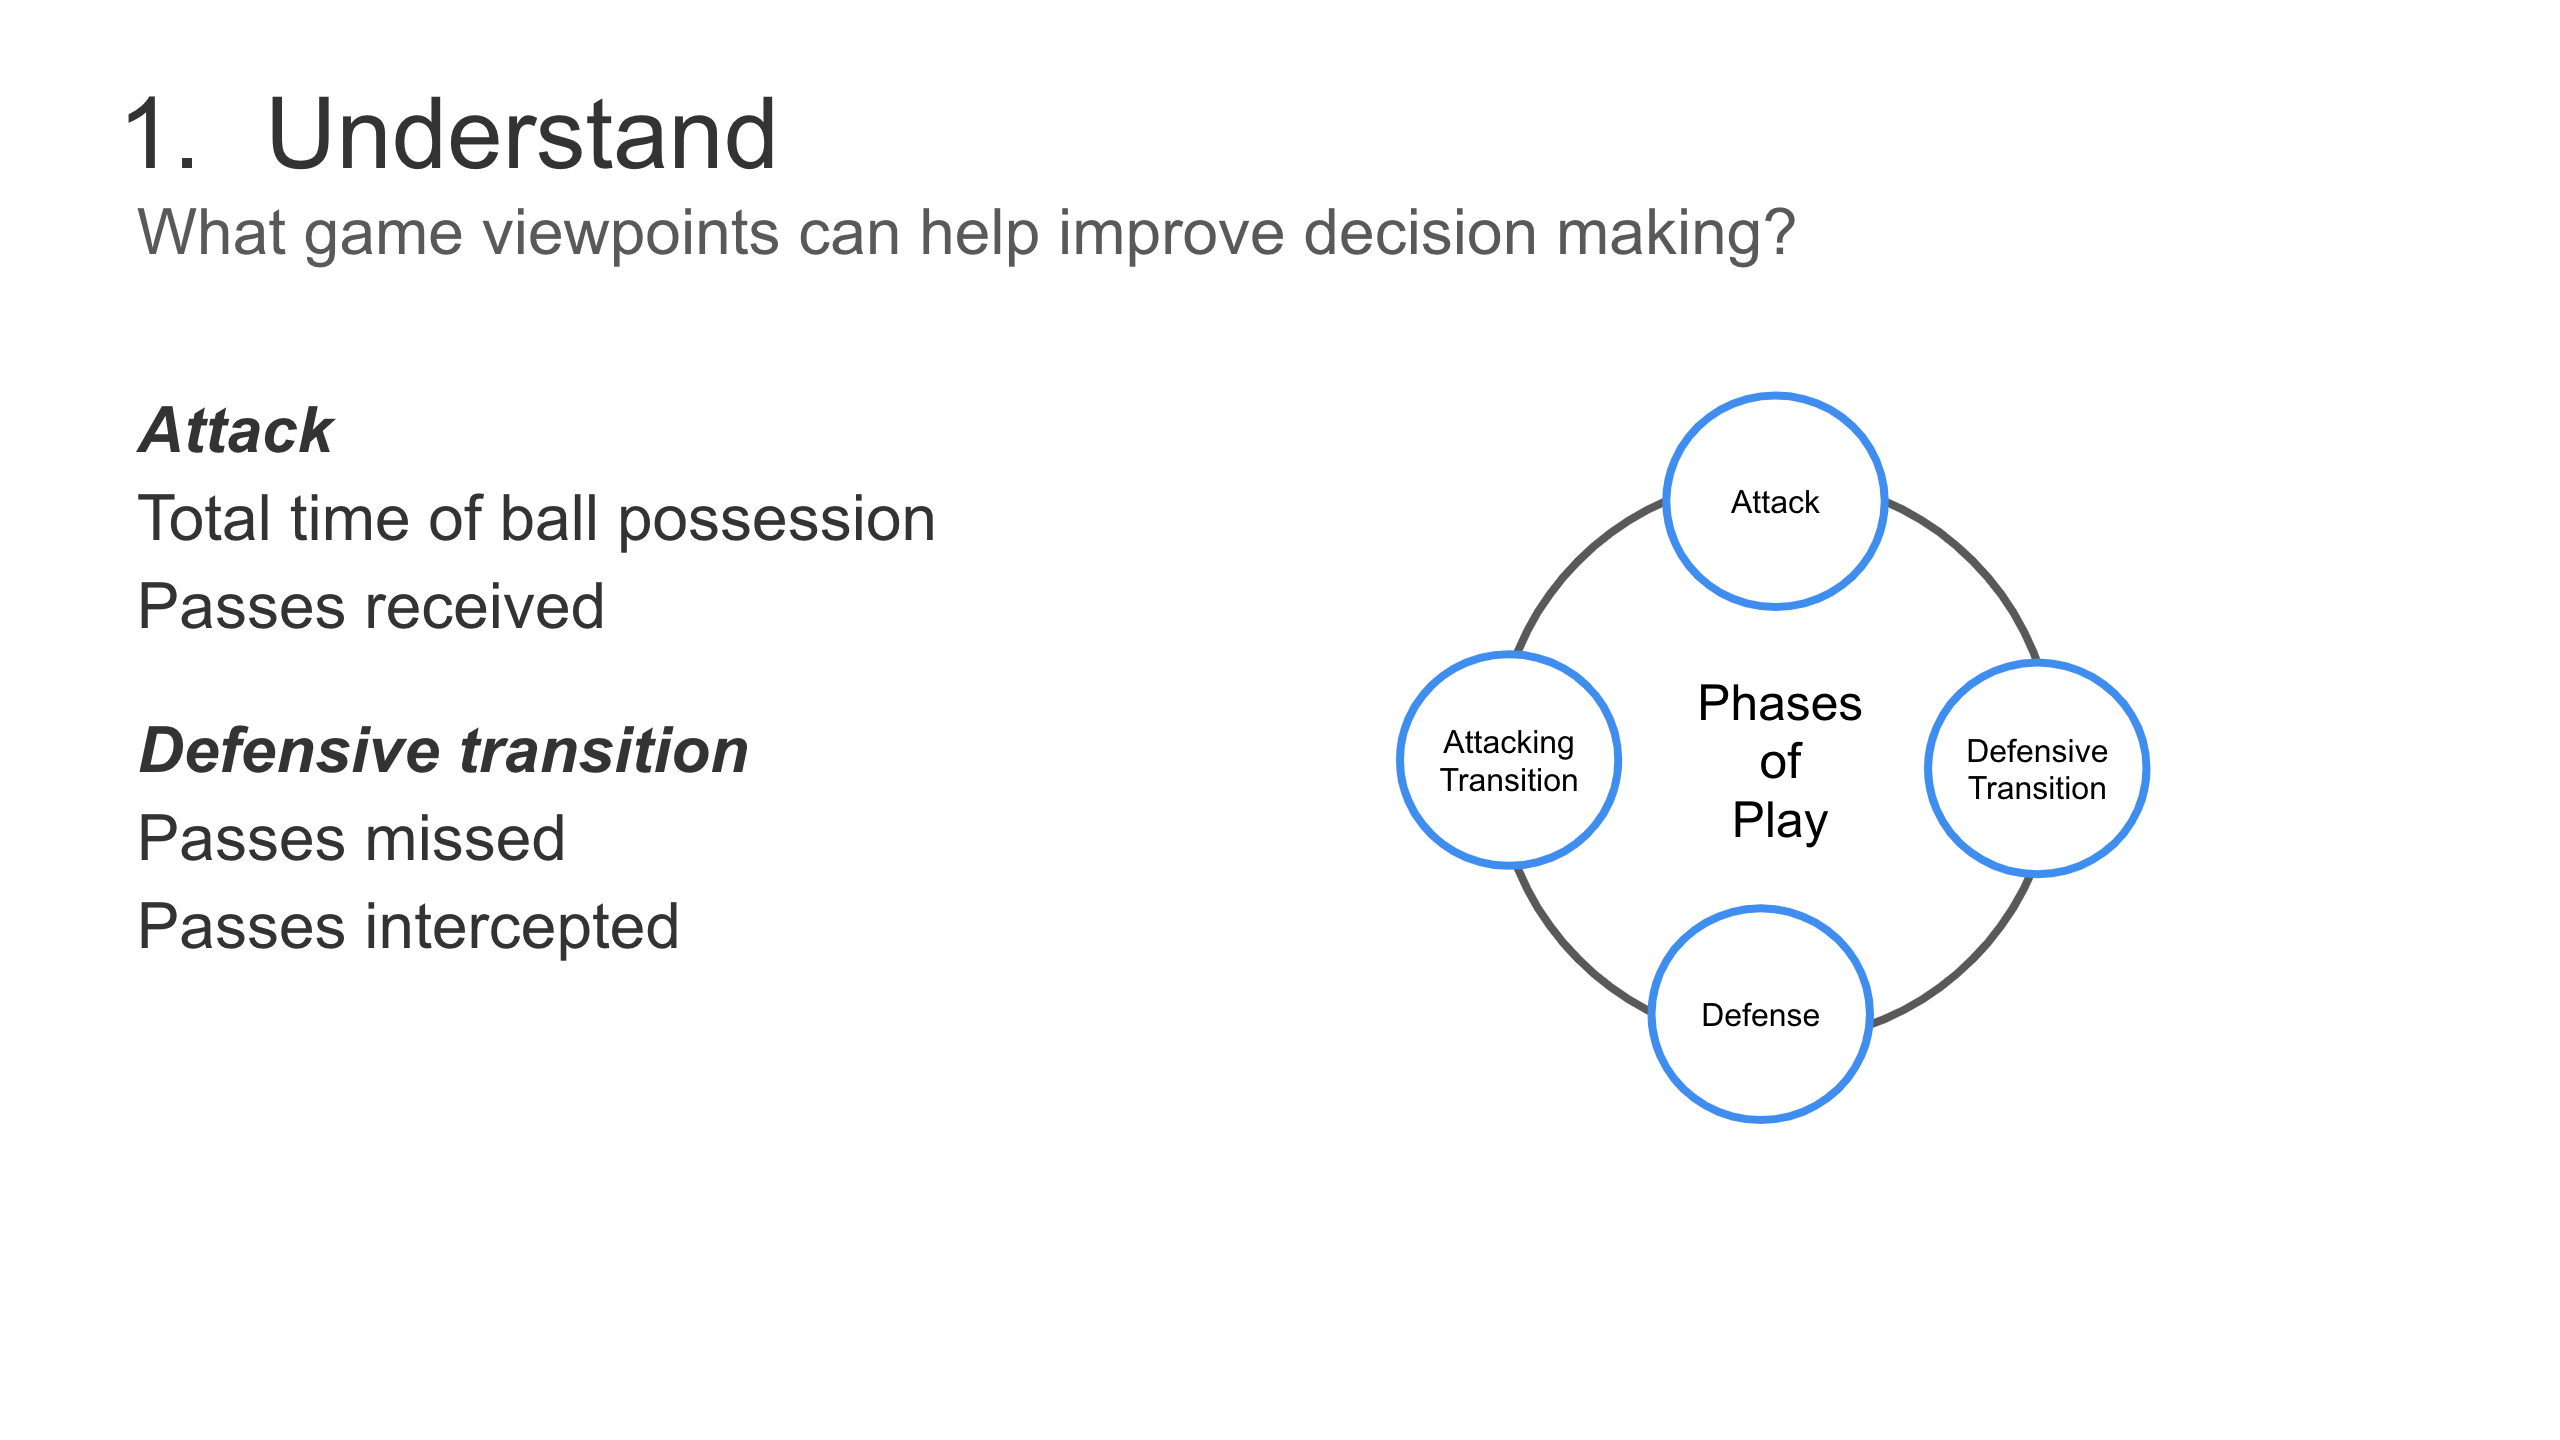 1. Understand
What game viewpoints can help improve decision making?
Attack
Total time of ball possession
Passes received
Defensive transition
Passes missed
Passes intercepted
Attack
Attacking
Transition
Phases
of
Play
Defensive
Transition
Defense